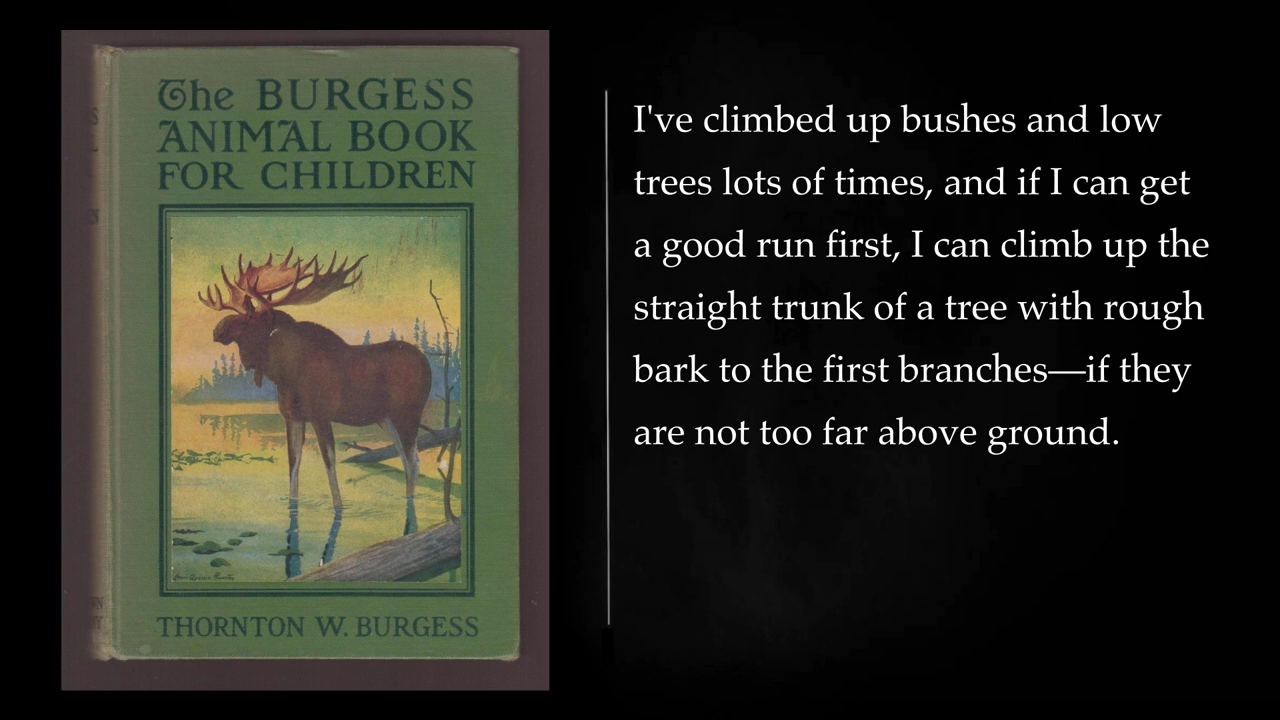 The BURGESS
ANIMAL BOOK
FOR CHILDREN
THORNTON W. BURGESS
I've climbed up bushes and low
trees lots of times, and if I can get
a good run first, I can climb up the
straight trunk of a tree with rough
bark to the first branches—if they
are not too far above ground.